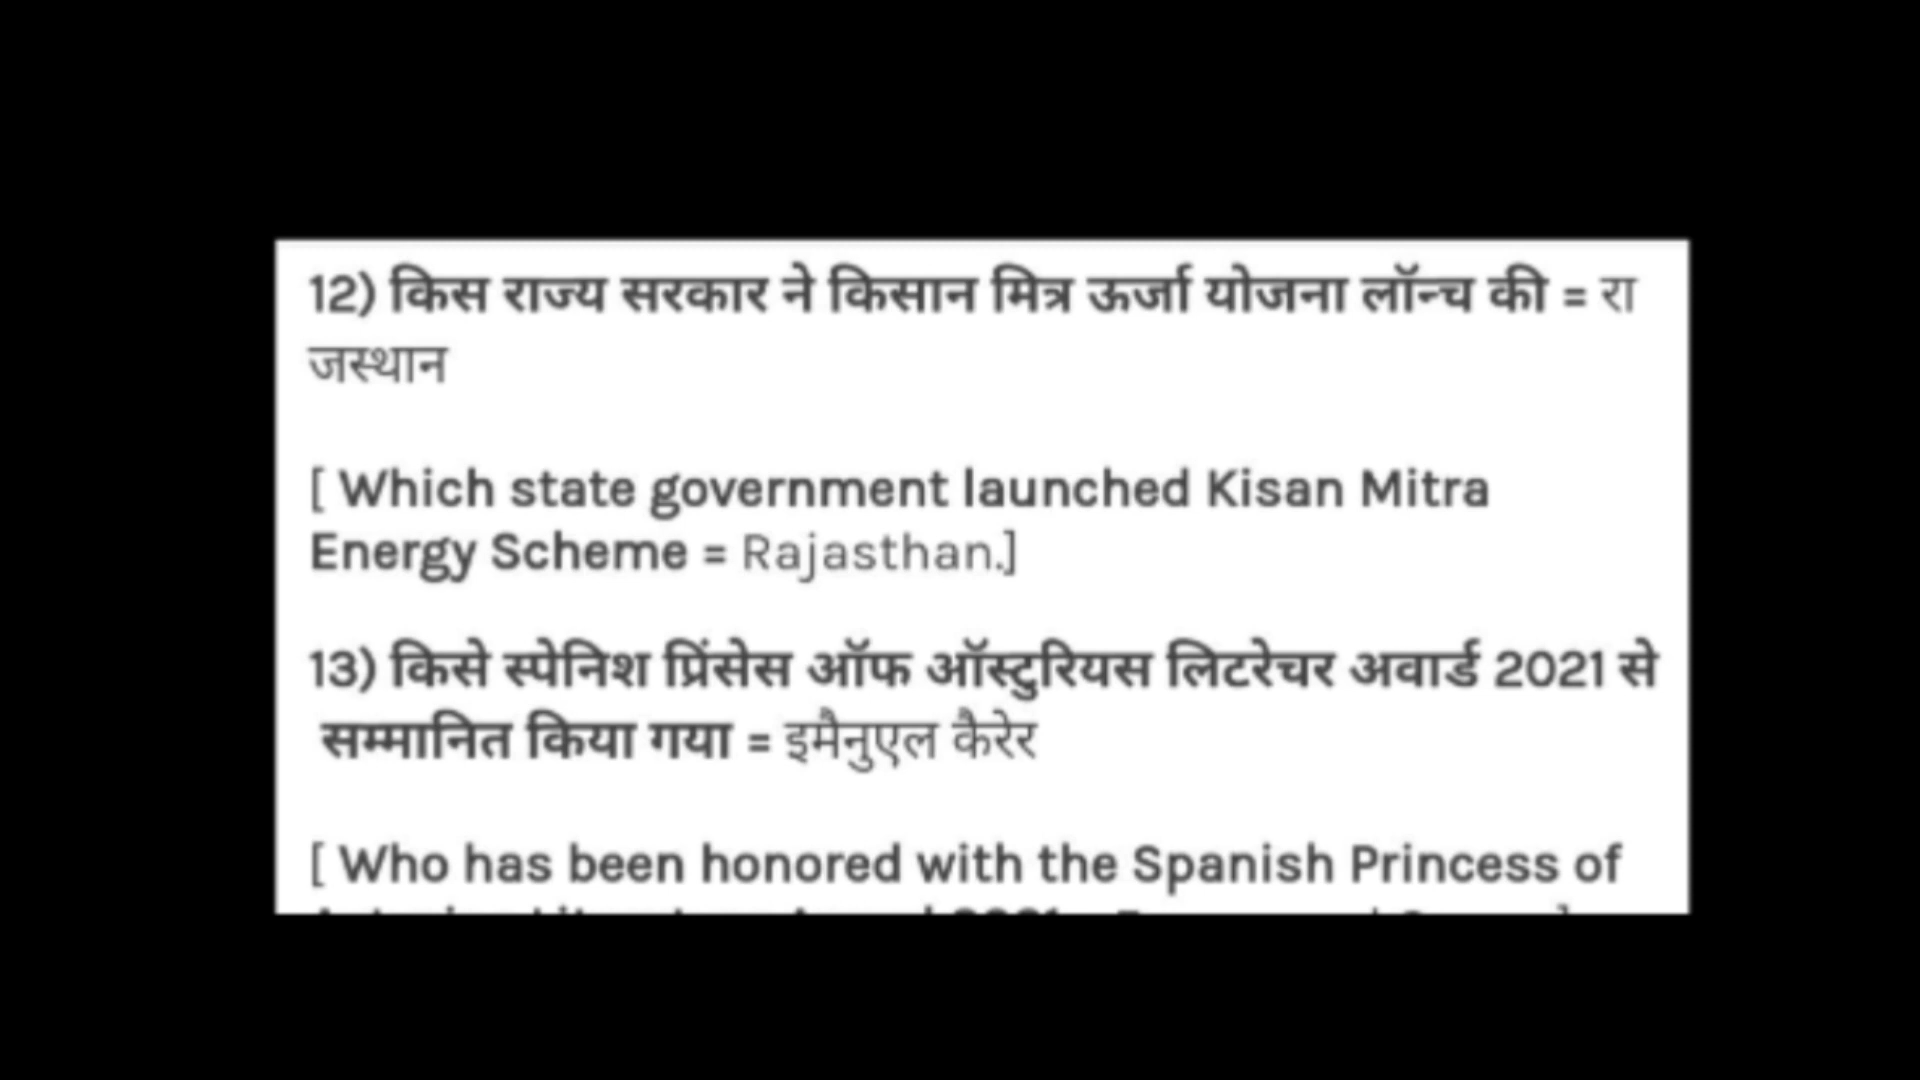 12) किस राज्य सरकार ने किसान मित्र ऊर्जा योजना लॉन्च की = रा
जस्थान
[ Which state government launched Kisan Mitra
Energy Scheme = Rajasthan.]
13) किसे स्पेनिश प्रिंसेस ऑफ ऑस्टुरियस लिटरेचर अवार्ड 2021 से
सम्मानित किया गया = इमैनुएल कैरेर
[ Who has been honored with the Spanish Princess of